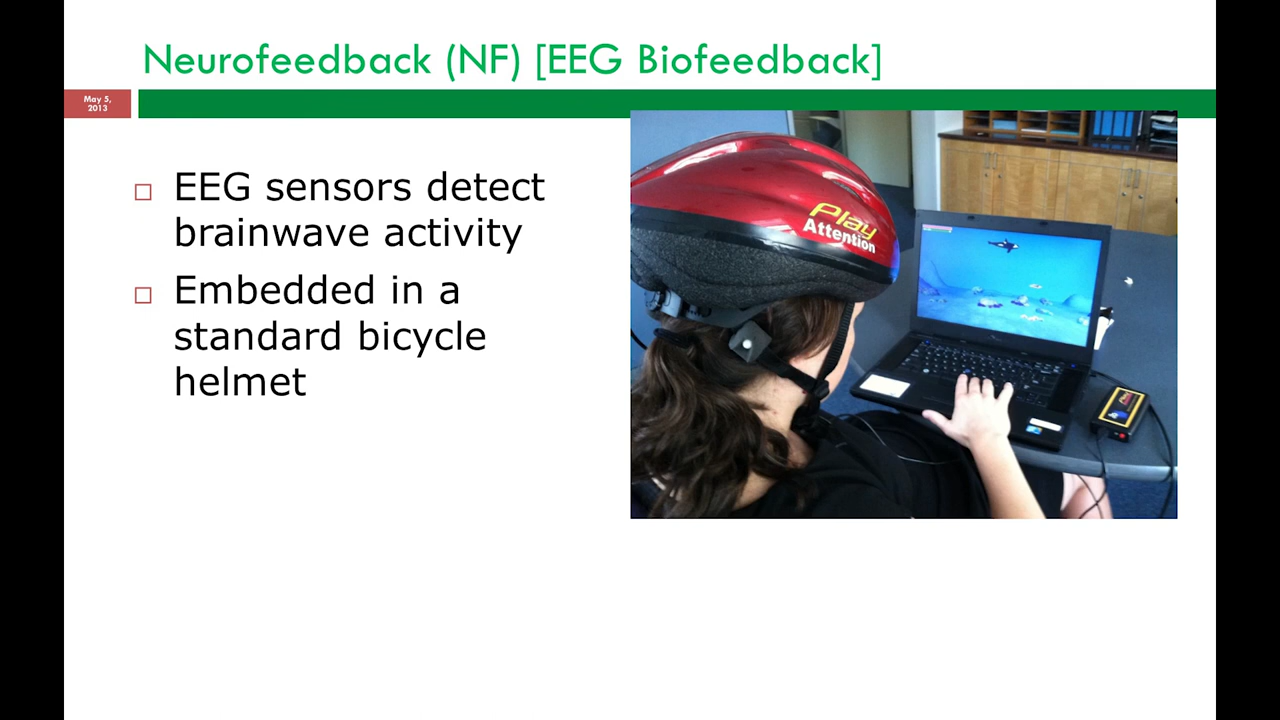 Neurofeedback (NF) [EEG Biofeedback]
May 5,
2013
□ EEG sensors detect
brainwave activity
□ Embedded in a
standard bicycle
helmet
Play
Attention